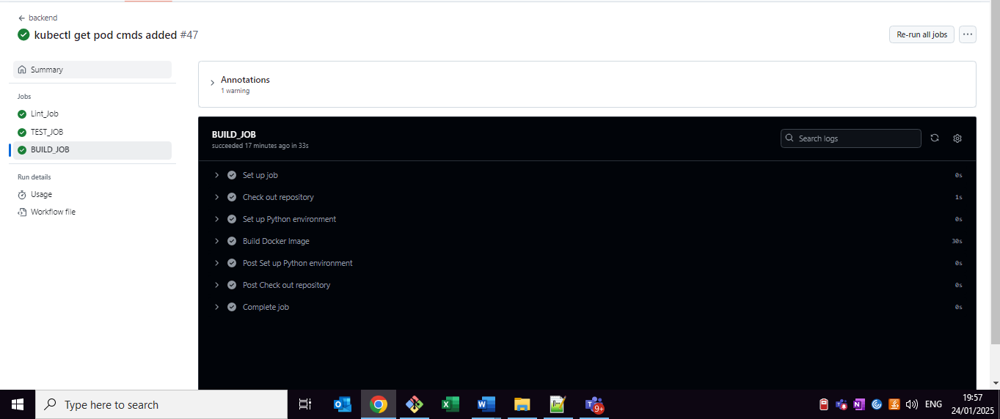 backend
kubectl get pod cmds added #47
Re-run all jobs
Summary
Jobs
Lint_Job
TEST_JOB
BUILD_JOB
Run details
Usage
Workflow file
Annotations
1 warning
BUILD_JOB
succeeded 17 minutes ago in 33s
Search logs
Set up job 0s
Check out repository 1s
Set up Python environment 0s
Build Docker Image 30s
Post Set up Python environment 0s
Post Check out repository 0s
Complete job 0s
Type here to search
9+
ENG
19:57
24/01/2025